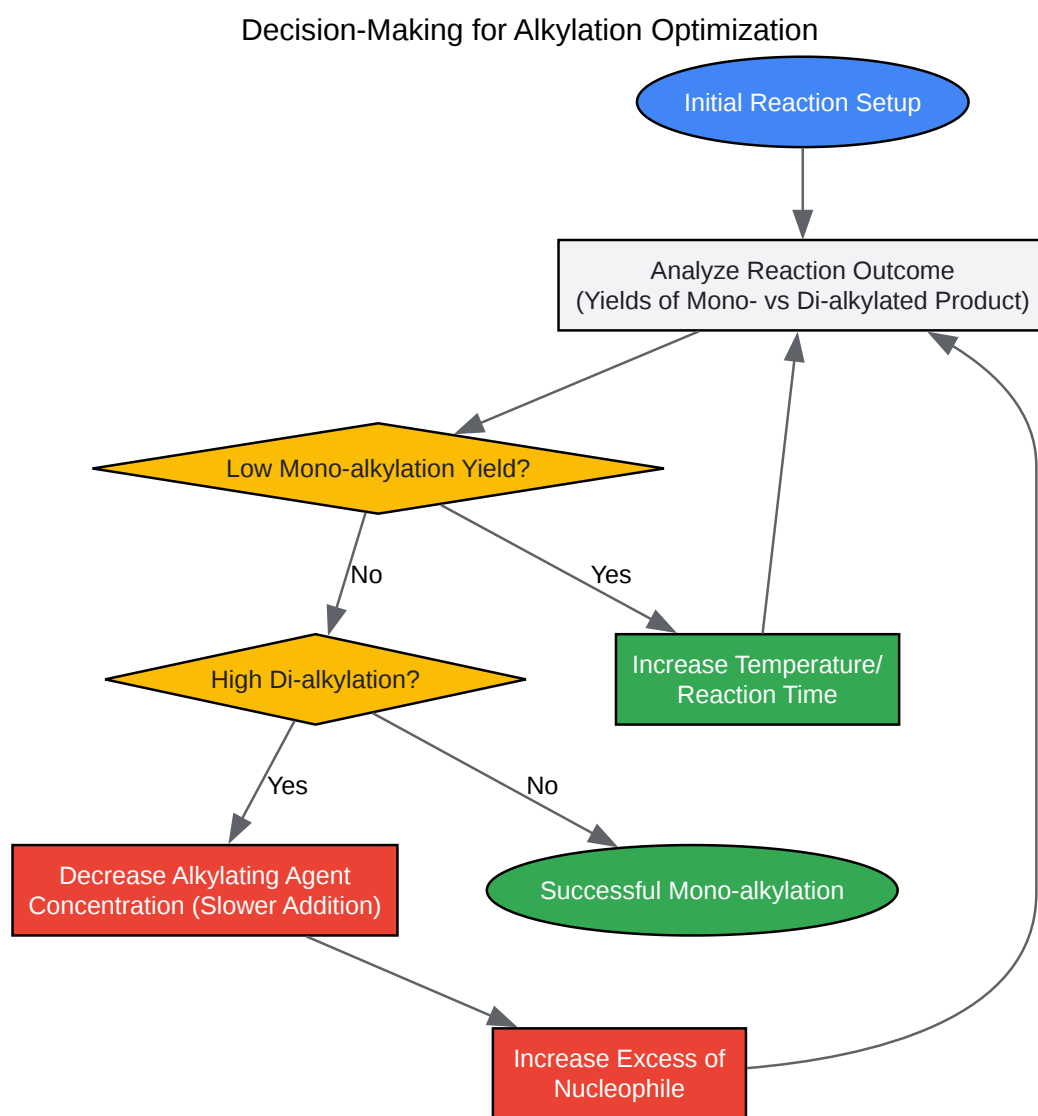 Decision-Making for Alkylation Optimization
Initial Reaction Setup
Analyze Reaction Outcome
(Yields of Mono- vs Di-alkylated Product)
Low Mono-alkylation Yield?
No
Yes
High Di-alkylation?
Increase Temperature/
Reaction Time
Yes
No
Decrease Alkylating Agent
Concentration (Slower Addition)
Successful Mono-alkylation
Increase Excess of
Nucleophile